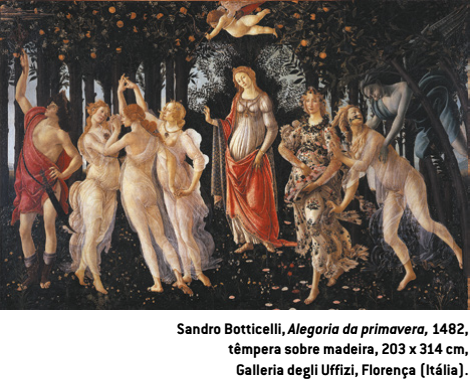 Sandro Botticelli, Alegoria da primavera, 1482,
têmpera sobre madeira, 203 x 314 cm,
Galleria degli Uffizi, Florença (Itália).